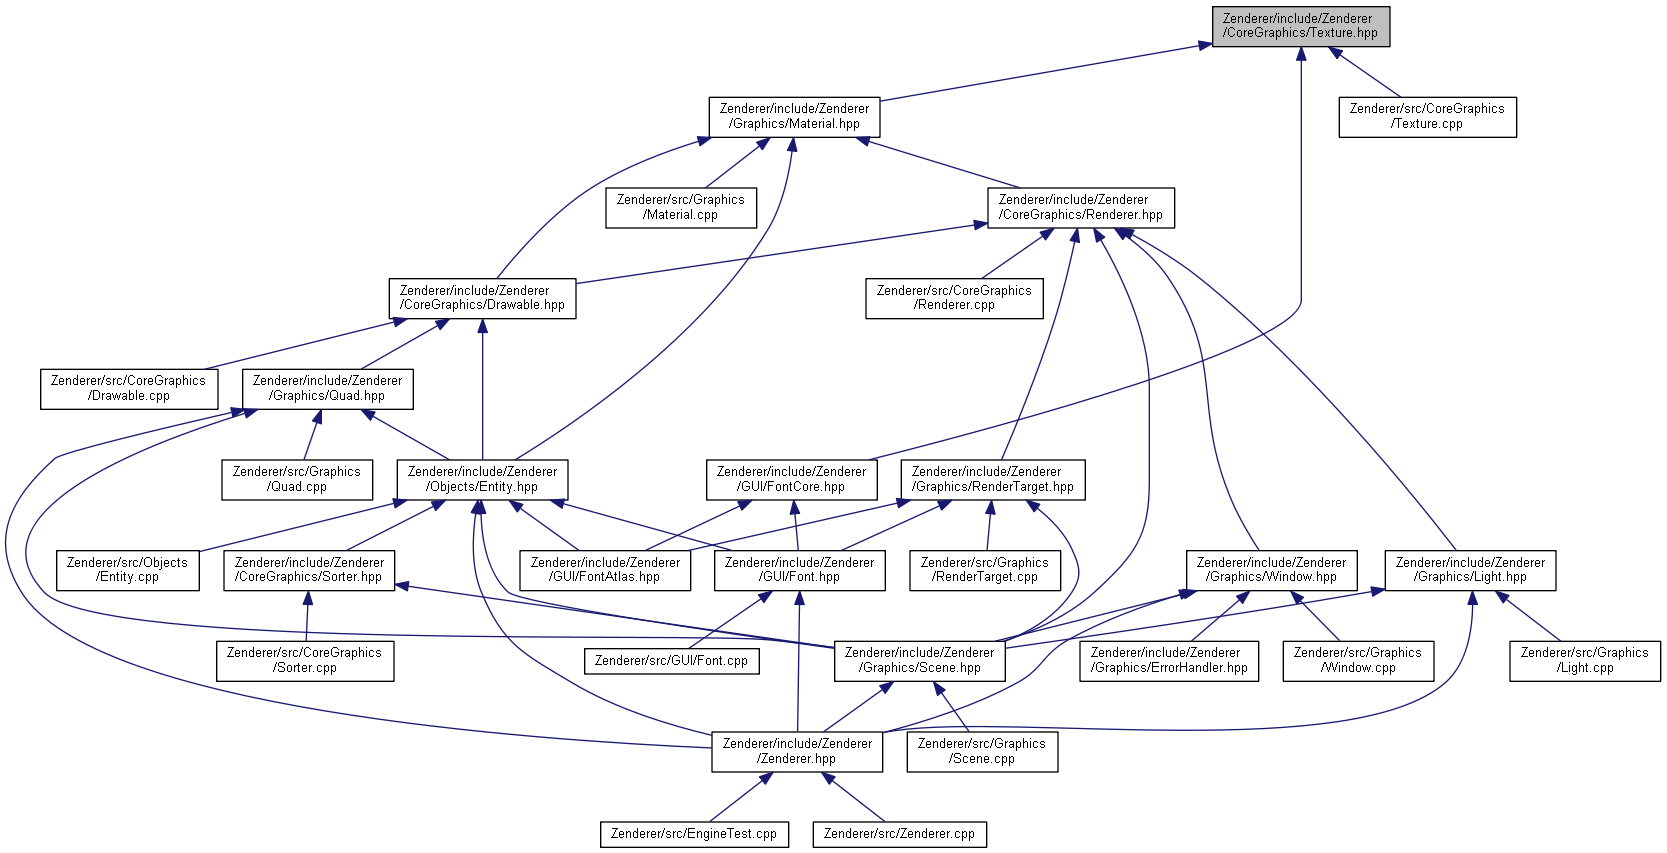 Zenderer/include/Zenderer
/CoreGraphics/Texture.hpp
Zenderer/include/Zenderer
/Graphics/Material.hpp
Zenderer/src/CoreGraphics
/Texture.cpp
Zenderer/src/Graphics
/Material.cpp
Zenderer/include/Zenderer
/CoreGraphics/Renderer.hpp
Zenderer/include/Zenderer
/CoreGraphics/Drawable.hpp
Zenderer/src/CoreGraphics
/Renderer.cpp
Zenderer/src/CoreGraphics
/Drawable.cpp
Zenderer/include/Zenderer
/Graphics/Quad.hpp
Zenderer/src/Graphics
/Quad.cpp
Zenderer/include/Zenderer
/Objects/Entity.hpp
Zenderer/include/Zenderer
/GUI/FontCore.hpp
Zenderer/include/Zenderer
/Graphics/RenderTarget.hpp
Zenderer/src/Objects
/Entity.cpp
Zenderer/include/Zenderer
/CoreGraphics/Sorter.hpp
Zenderer/include/Zenderer
/GUI/FontAtlas.hpp
Zenderer/include/Zenderer
/GUI/Font.hpp
Zenderer/src/Graphics
/RenderTarget.cpp
Zenderer/include/Zenderer
/Graphics/Window.hpp
Zenderer/include/Zenderer
/Graphics/Light.hpp
Zenderer/src/CoreGraphics
/Sorter.cpp
Zenderer/src/GUI/Font.cpp
Zenderer/include/Zenderer
/Graphics/Scene.hpp
Zenderer/include/Zenderer
/Graphics/ErrorHandler.hpp
Zenderer/src/Graphics
/Window.cpp
Zenderer/src/Graphics
/Light.cpp
Zenderer/include/Zenderer
/Zenderer.hpp
Zenderer/src/Graphics
/Scene.cpp
Zenderer/src/EngineTest.cpp
Zenderer/src/Zenderer.cpp